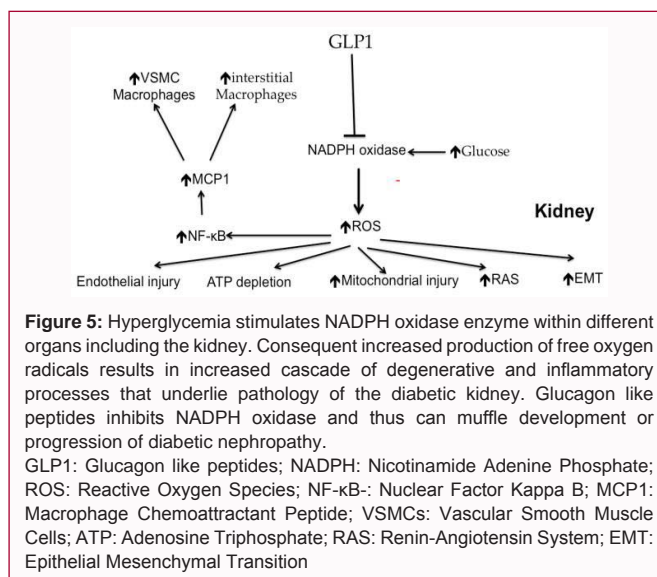 GLP1
↑VSMC
Macrophages
↑interstitial
Macrophages
NADPH oxidase
↑Glucose
↑MCP1
Kidney
↑NF-κB
↑ROS
Endothelial injury
ATP depletion
↑Mitochondrial injury
↑RAS
↑EMT
Figure 5: Hyperglycemia stimulates NADPH oxidase enzyme within different
organs including the kidney. Consequent increased production of free oxygen
radicals results in increased cascade of degenerative and inflammatory
processes that underlie pathology of the diabetic kidney. Glucagon like
peptides inhibits NADPH oxidase and thus can muffle development or
progression of diabetic nephropathy.
GLP1: Glucagon like peptides; NADPH: Nicotinamide Adenine Phosphate;
ROS: Reactive Oxygen Species; NF-κB-: Nuclear Factor Kappa B; MCP1:
Macrophage Chemoattractant Peptide; VSMCs: Vascular Smooth Muscle
Cells; ATP: Adenosine Triphosphate; RAS: Renin-Angiotensin System; EMT:
Epithelial Mesenchymal Transition